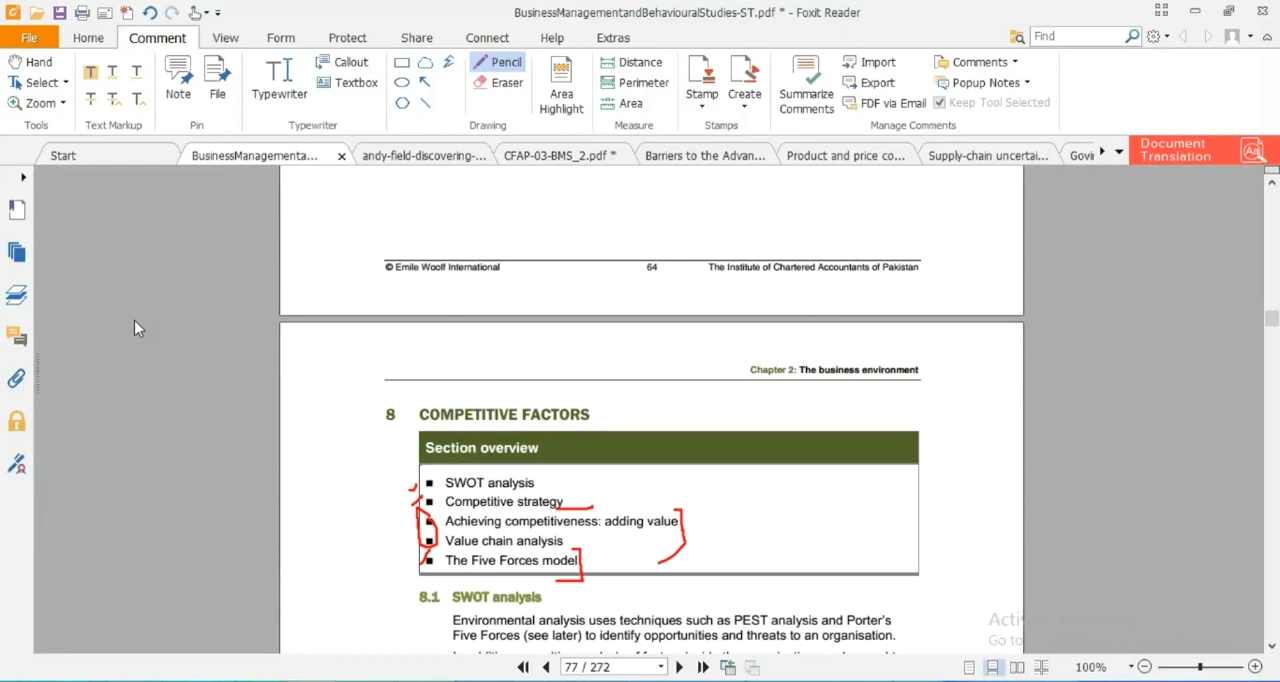 BusinessManagementandBehaviouralStudies-ST.pdf * - Foxit Reader
File Home Comment View Form Protect Share Connect Help Extras Find
Hand
Select
Zoom
Tools
Text Markup
Note
File
Pin
Typewriter
Callout
Textbox
Typewriter
Pencil
Eraser
Drawing
Area
Highlight
Distance
Perimeter
Area
Measure
Stamp
Create
Stamps
Summarize
Comments
Import
Export
FDF via Email
Comments
Popup Notes
Keep Tool Selected
Manage Comments
Start BusinessManagementa... andy-field-discovering-... CFAP-03-BMS_2.pdf * Barriers to the Advan... Product and price co... Supply-chain uncertai... Govi
Document
Translation
© Emile Woolf International 64 The Institute of Chartered Accountants of Pakistan
Chapter 2: The business environment
8 COMPETITIVE FACTORS
Section overview
■ SWOT analysis
■ Competitive strategy
■ Achieving competitiveness: adding value
■ Value chain analysis
■ The Five Forces model
8.1 SWOT analysis
Environmental analysis uses techniques such as PEST analysis and Porter's
Five Forces (see later) to identify opportunities and threats to an organisation.
Acti
Go to
77 / 272
100%